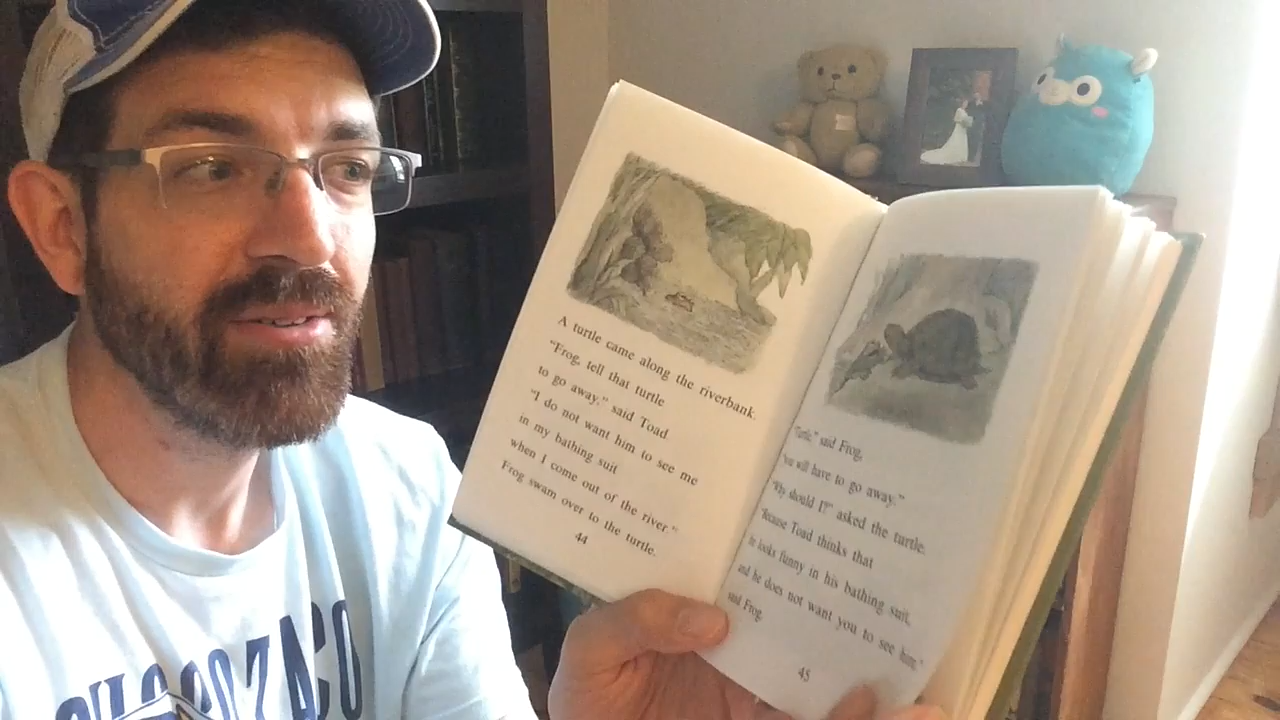 A turtle came along the riverbank.
"Frog, tell that turtle
to go away," said Toad.
"I do not want him to see me
in my bathing suit
when I come out of the river."
Frog swam over to the turtle.
44
"Turtle," said Frog,
"you will have to go away."
"Why should I?" asked the turtle.
"Because Toad thinks that
he looks funny in his bathing suit,
and he does not want you to see him,"
said Frog.
45